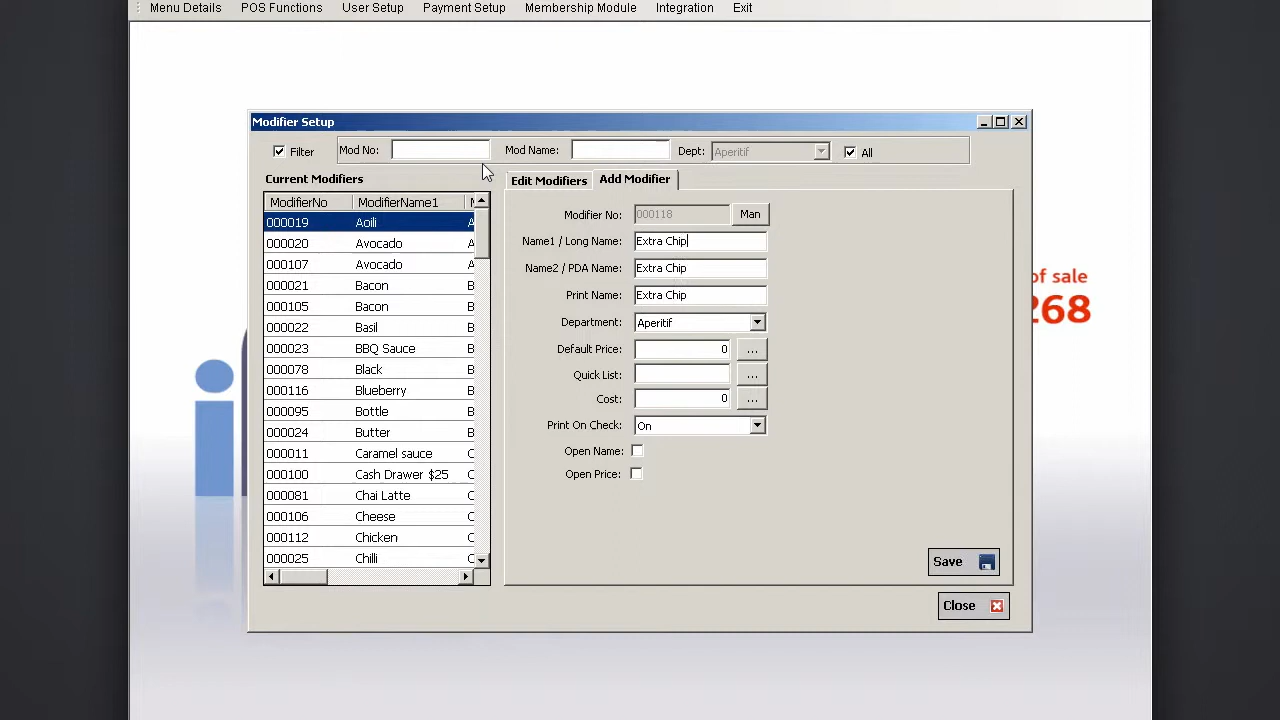 Menu Details POS Functions User Setup Payment Setup Membership Module Integration Exit
Modifier Setup
Filter Mod No: Mod Name: Dept: Aperitif All
Current Modifiers
ModifierNo ModifierName1
000019 Aoili A
000020 Avocado A
000107 Avocado A
000021 Bacon B
000105 Bacon B
000022 Basil B
000023 BBQ Sauce B
000078 Black B
000116 Blueberry B
000095 Bottle B
000024 Butter B
000011 Caramel sauce C
000100 Cash Drawer $25 C
000081 Chai Latte C
000106 Cheese C
000112 Chicken C
000025 Chilli C
Edit Modifiers Add Modifier
Modifier No: 000118 Man
Name1 / Long Name: Extra Chip
Name2 / PDA Name: Extra Chip
Print Name: Extra Chip
Department: Aperitif
Default Price: 0 ...
Quick List: ...
Cost: 0 ...
Print On Check: On
Open Name:
Open Price:
Save
Close
of sale
268